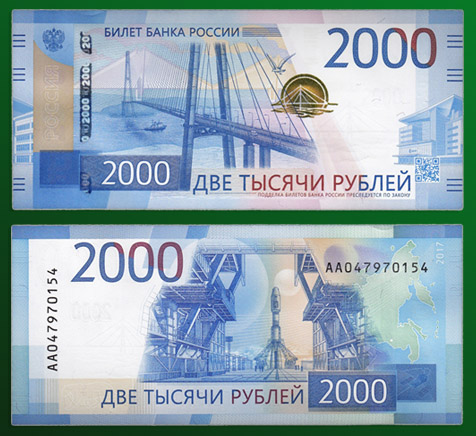 БИЛЕТ БАНКА РОССИИ
2000
РОССИЯ
2000
ДВЕ ТЫСЯЧИ РУБЛЕЙ
ПОДДЕЛКА БИЛЕТОВ БАНКА РОССИИ ПРЕСЛЕДУЕТСЯ ПО ЗАКОНУ
2000
АА047970154
2017
АА047970154
ДВЕ ТЫСЯЧИ РУБЛЕЙ
2000